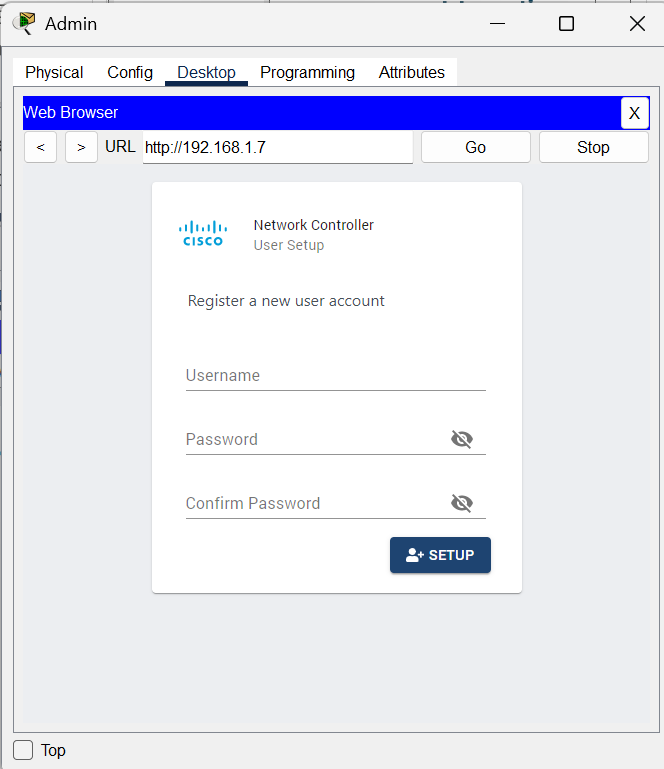 Admin
Physical Config Desktop Programming Attributes
Web Browser X
< > URL http://192.168.1.7 Go Stop
CISCO
Network Controller
User Setup
Register a new user account
Username
Password
Confirm Password
SETUP
Top